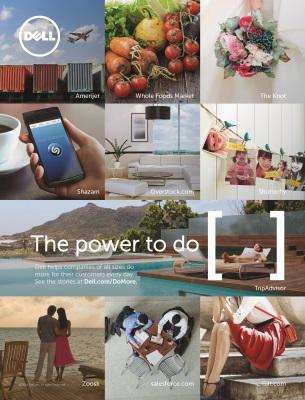 DELL
Amerijet
Whole Foods Market
The Knot
Shazam
Overstock.com
Shutterfly
The power to do [ ]
Dell helps companies of all sizes do
more for their customers every day.
See the stories at Dell.com/DoMore.
TripAdvisor
Zoosk
salesforce.com
Gilt.com